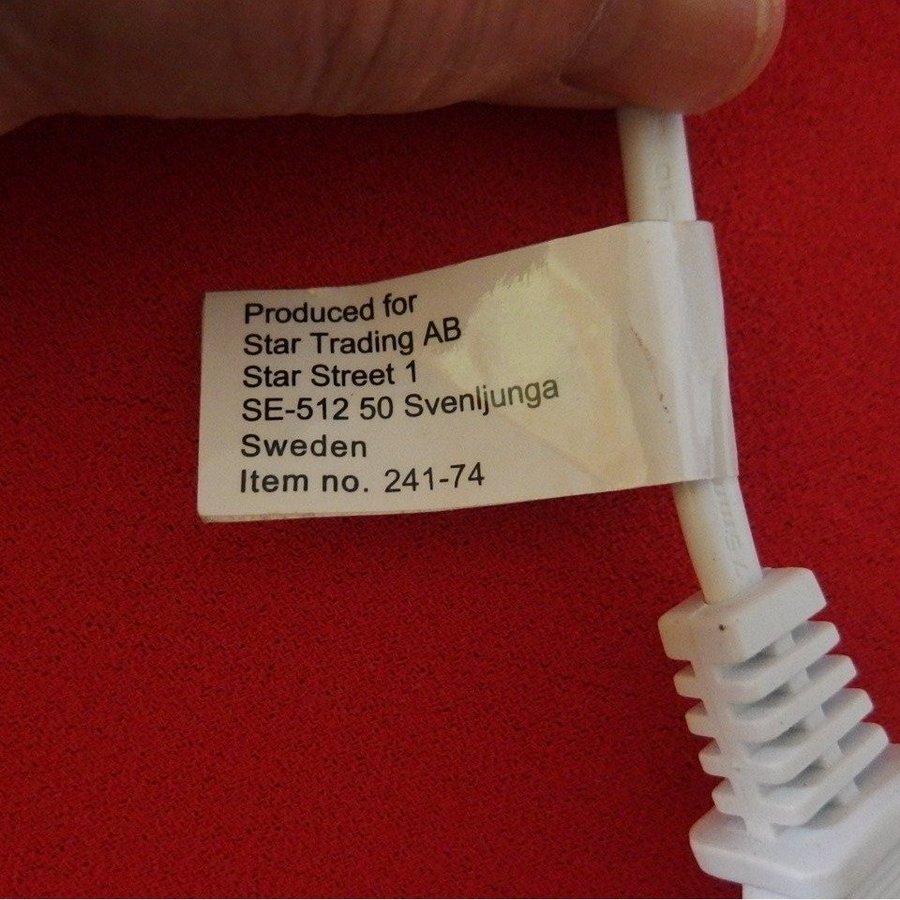 Produced for
Star Trading AB
Star Street 1
SE-512 50 Svenljunga
Sweden
Item no. 241-74